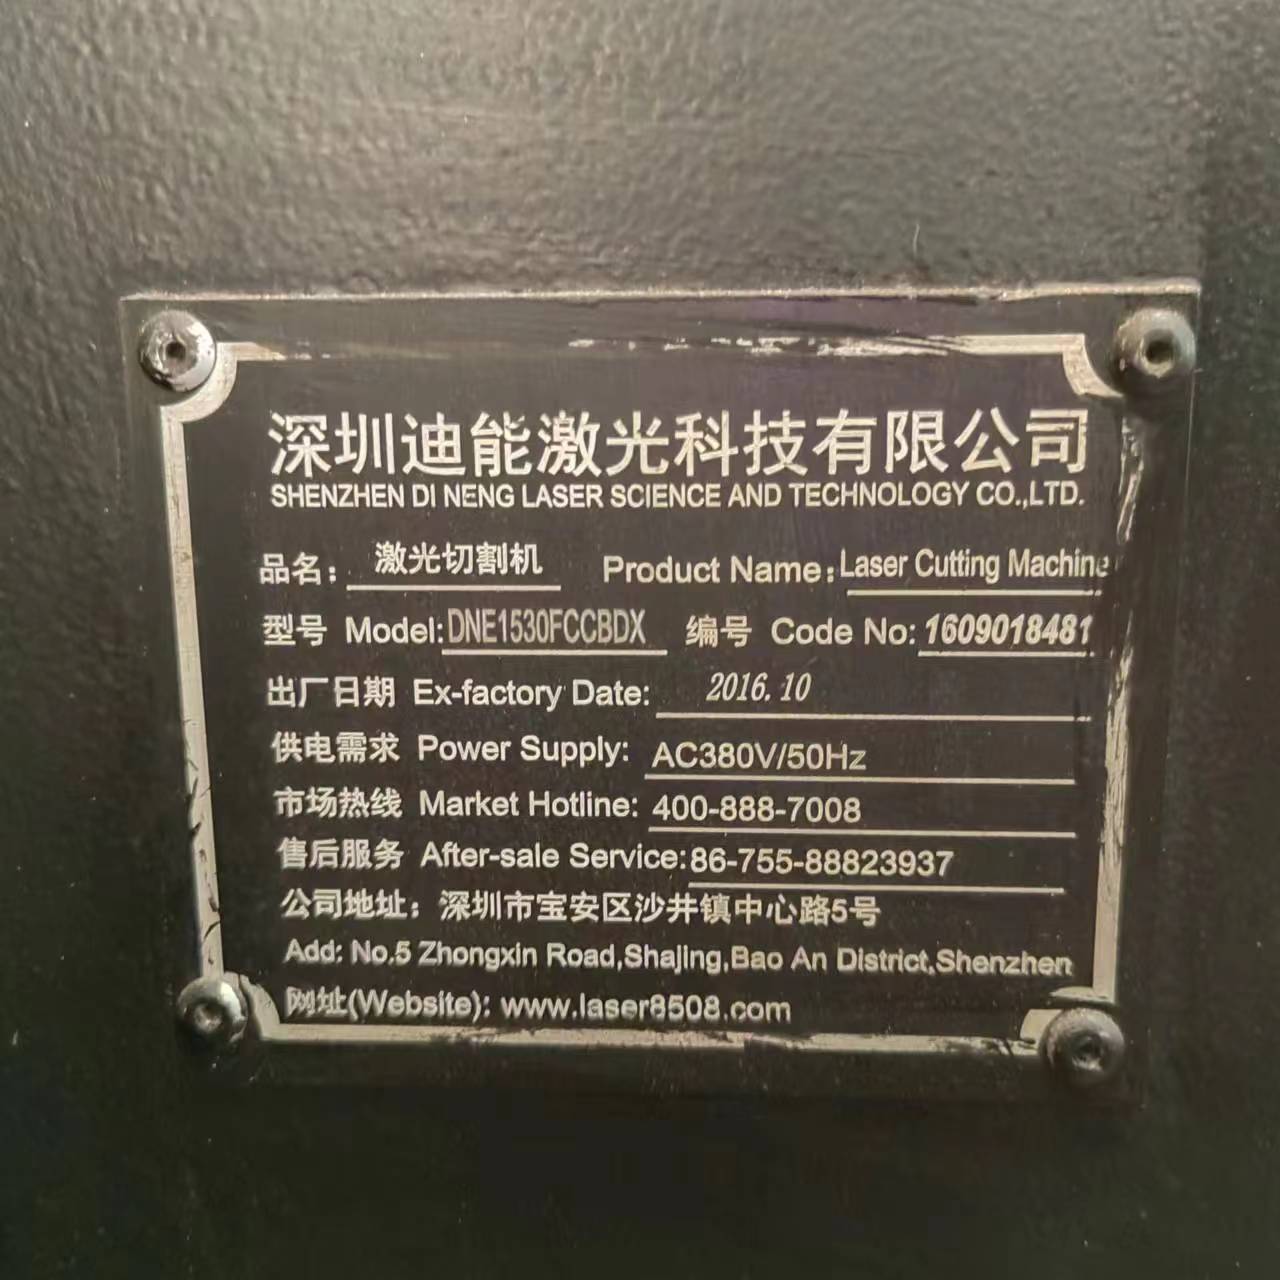 深圳迪能激光科技有限公司
SHENZHEN DI NENG LASER SCIENCE AND TECHNOLOGY CO.,LTD.
品名: 激光切割机 Product Name: Laser Cutting Machine
型号 Model: DNE1530FCCBDX 编号 Code No: 1609018481
出厂日期 Ex-factory Date: 2016.10
供电需求 Power Supply: AC380V/50Hz
市场热线 Market Hotline: 400-888-7008
售后服务 After-sale Service: 86-755-88823937
公司地址: 深圳市宝安区沙井镇中心路5号
Add: No.5 Zhongxin Road,Shajing,Bao An District,Shenzhen
网址(Website): www.laser8508.com